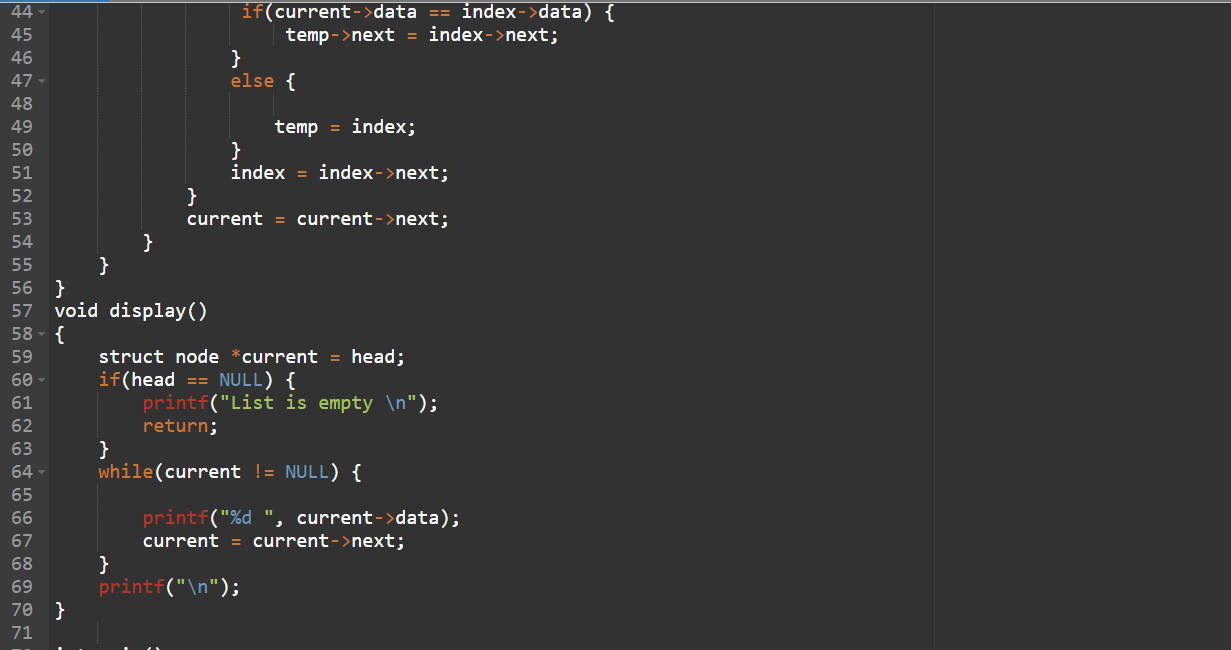 44 if(current->data == index->data) {
45 temp->next = index->next;
46 }
47 else {
48
49 temp = index;
50 }
51 index = index->next;
52 }
53 current = current->next;
54 }
55 }
56 }
57 void display()
58 {
59 struct node *current = head;
60 if(head == NULL) {
61 printf("List is empty \n");
62 return;
63 }
64 while(current != NULL) {
65
66 printf("%d ", current->data);
67 current = current->next;
68 }
69 printf("\n");
70 }
71